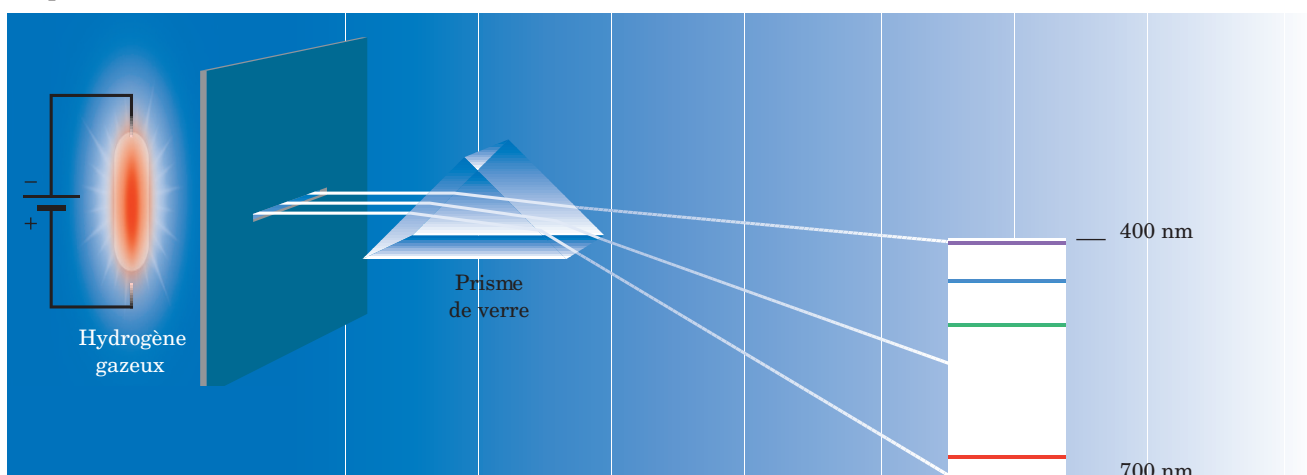 −
+
Hydrogène
gazeux
Prisme
de verre
400 nm
700 nm